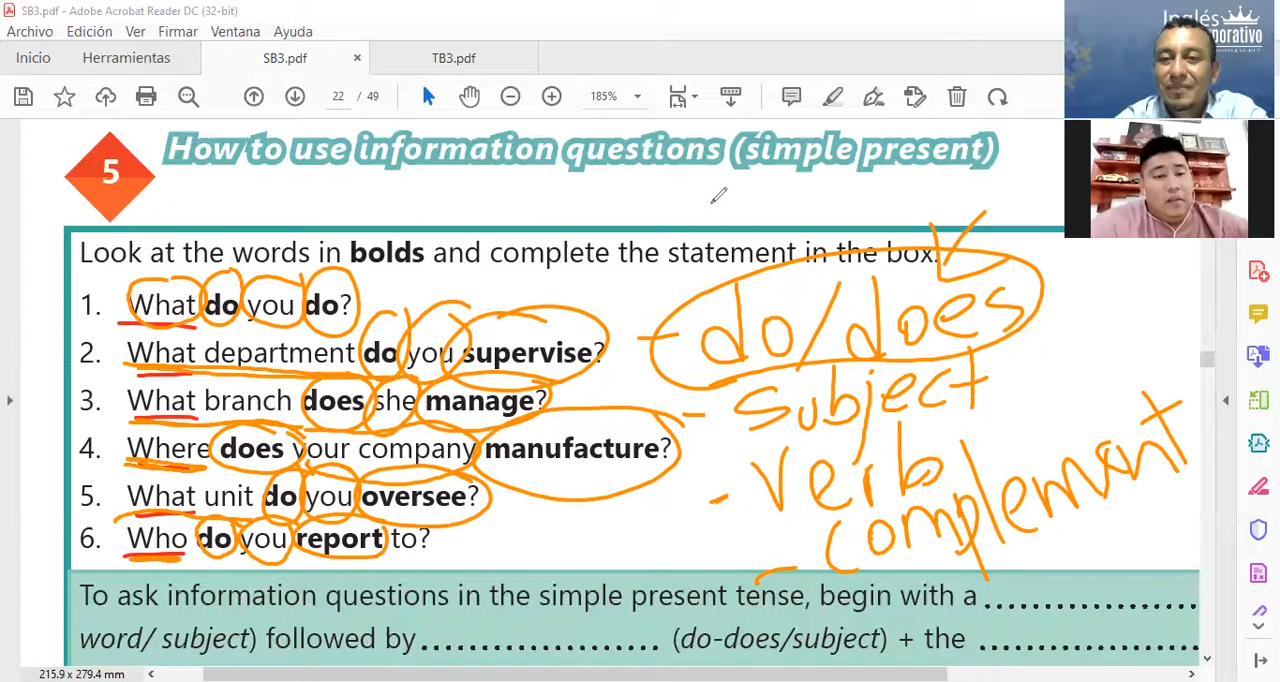 SB3.pdf - Adobe Acrobat Reader DC (32-bit)
Archivo Edición Ver Firmar Ventana Ayuda
Inicio Herramientas SB3.pdf × TB3.pdf
22 / 49 185%
Inglés
5 How to use information questions (simple present)
Look at the words in bolds and complete the statement in the box.
1. What do you do?
2. What department do you supervise?
3. What branch does she manage?
4. Where does your company manufacture?
5. What unit do you oversee?
6. Who do you report to?
- do/does
- subject
- verb
- complement
To ask information questions in the simple present tense, begin with a ..............................
word/ subject) followed by .............................. (do-does/subject) + the ..............................
215.9 x 279.4 mm